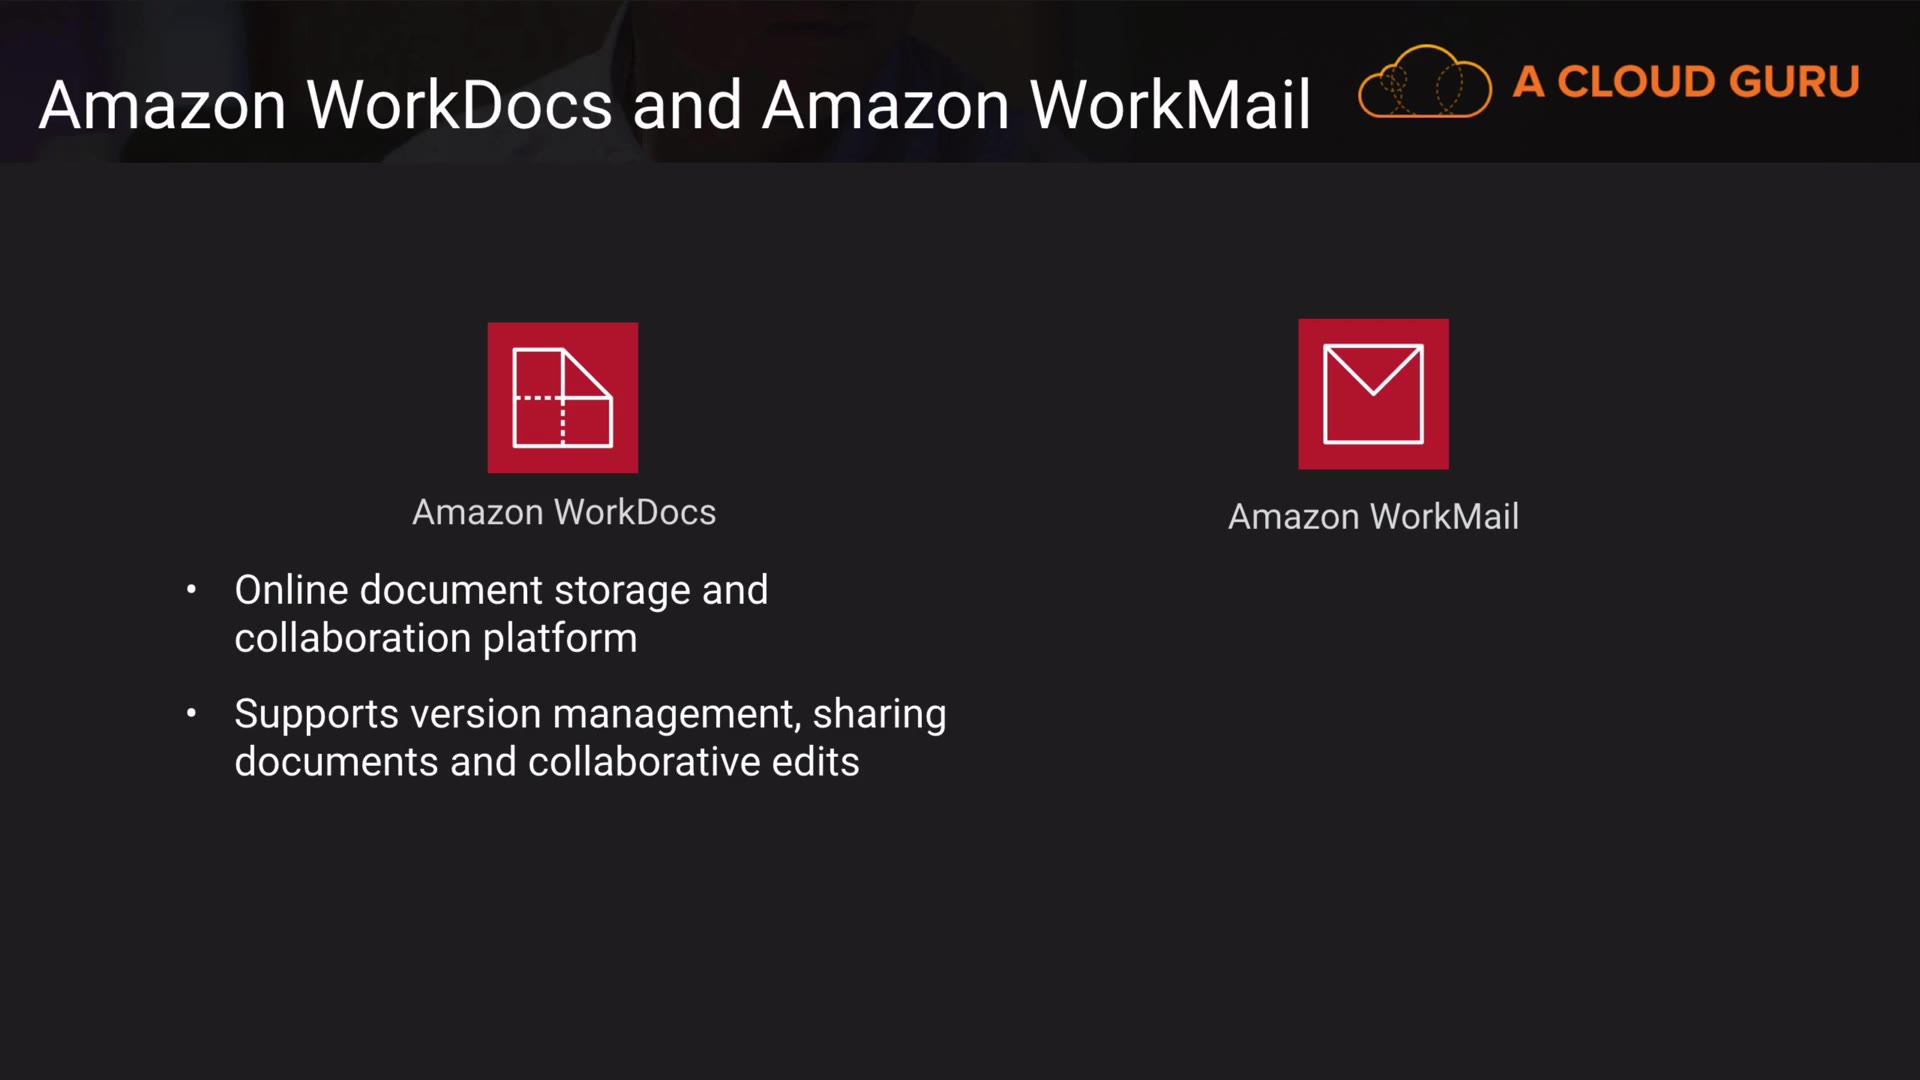 Amazon WorkDocs and Amazon WorkMail
A CLOUD GURU
Amazon WorkDocs
• Online document storage and
collaboration platform
• Supports version management, sharing
documents and collaborative edits
Amazon WorkMail